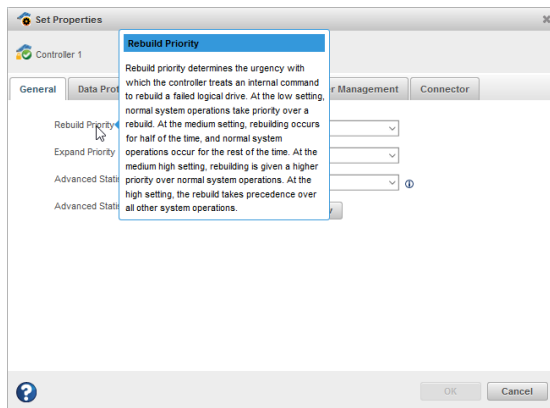 Set Properties
Controller 1
General
Data Prot
r Management
Connector
Rebuild Priority
Expand Priority
Advanced Statis
Advanced Statis
Rebuild Priority
Rebuild priority determines the urgency with
which the controller treats an internal command
to rebuild a failed logical drive. At the low setting,
normal system operations take priority over a
rebuild. At the medium setting, rebuilding occurs
for half of the time, and normal system
operations occur for the rest of the time. At the
medium high setting, rebuilding is given a higher
priority over normal system operations. At the
high setting, the rebuild takes precedence over
all other system operations.
OK
Cancel